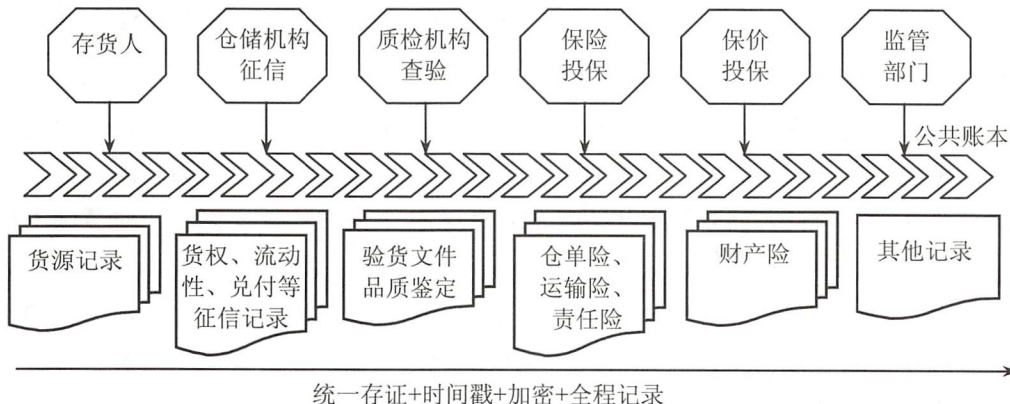 存货人
仓储机构
征信
质检机构
查验
保险
投保
保价
投保
监管
部门
公共账本
货源记录
货权、流动
性、兑付等
征信记录
验货文件
品质鉴定
仓单险、
运输险、
责任险
财产险
其他记录
统一存证+时间戳+加密+全程记录